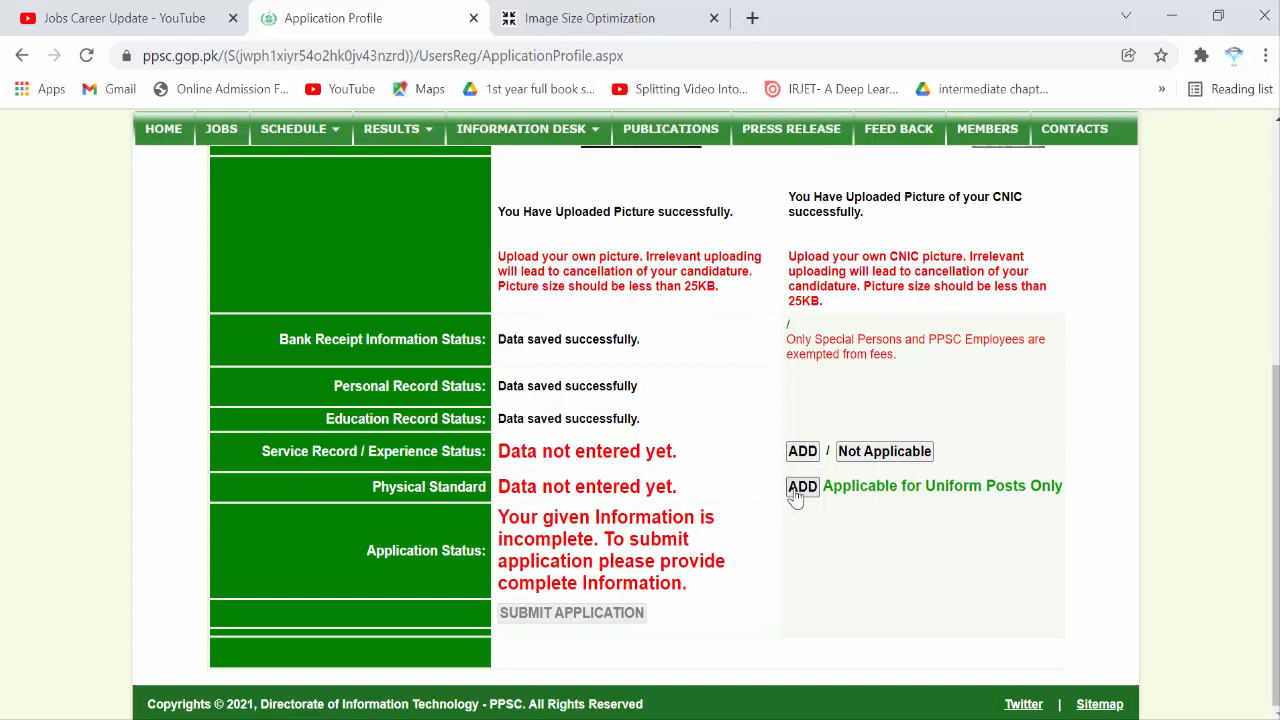 Jobs Career Update - YouTube
Application Profile
Image Size Optimization
ppsc.gop.pk/(S(jwph1xiyr54o2hk0jv43nzrd))/UsersReg/ApplicationProfile.aspx
Apps
Gmail
Online Admission F...
YouTube
Maps
1st year full book s...
Splitting Video Into...
IRJET- A Deep Lear...
intermediate chapt...
»
Reading list
HOME
JOBS
SCHEDULE
RESULTS
INFORMATION DESK
PUBLICATIONS
PRESS RELEASE
FEED BACK
MEMBERS
CONTACTS
You Have Uploaded Picture successfully.
You Have Uploaded Picture of your CNIC
successfully.
Upload your own picture. Irrelevant uploading
will lead to cancellation of your candidature.
Picture size should be less than 25KB.
Upload your own CNIC picture. Irrelevant
uploading will lead to cancellation of your
candidature. Picture size should be less than
25KB.
Bank Receipt Information Status:
Data saved successfully.
/
Only Special Persons and PPSC Employees are
exempted from fees.
Personal Record Status:
Data saved successfully
Education Record Status:
Data saved successfully.
Service Record / Experience Status:
Data not entered yet.
ADD / Not Applicable
Physical Standard
Data not entered yet.
ADD Applicable for Uniform Posts Only
Application Status:
Your given Information is
incomplete. To submit
application please provide
complete Information.
SUBMIT APPLICATION
Copyrights © 2021, Directorate of Information Technology - PPSC. All Rights Reserved
Twitter | Sitemap